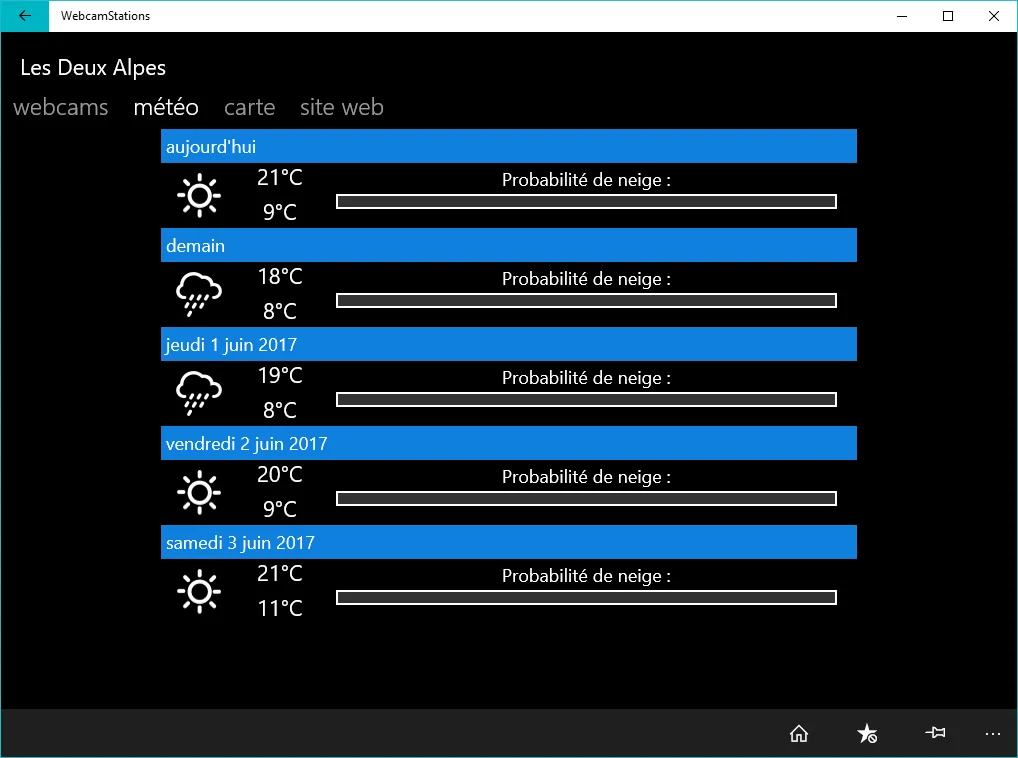 WebcamStations
Les Deux Alpes
webcams météo carte site web
aujourd'hui
21°C
Probabilité de neige :
9°C
demain
18°C
Probabilité de neige :
8°C
jeudi 1 juin 2017
19°C
Probabilité de neige :
8°C
vendredi 2 juin 2017
20°C
Probabilité de neige :
9°C
samedi 3 juin 2017
21°C
Probabilité de neige :
11°C